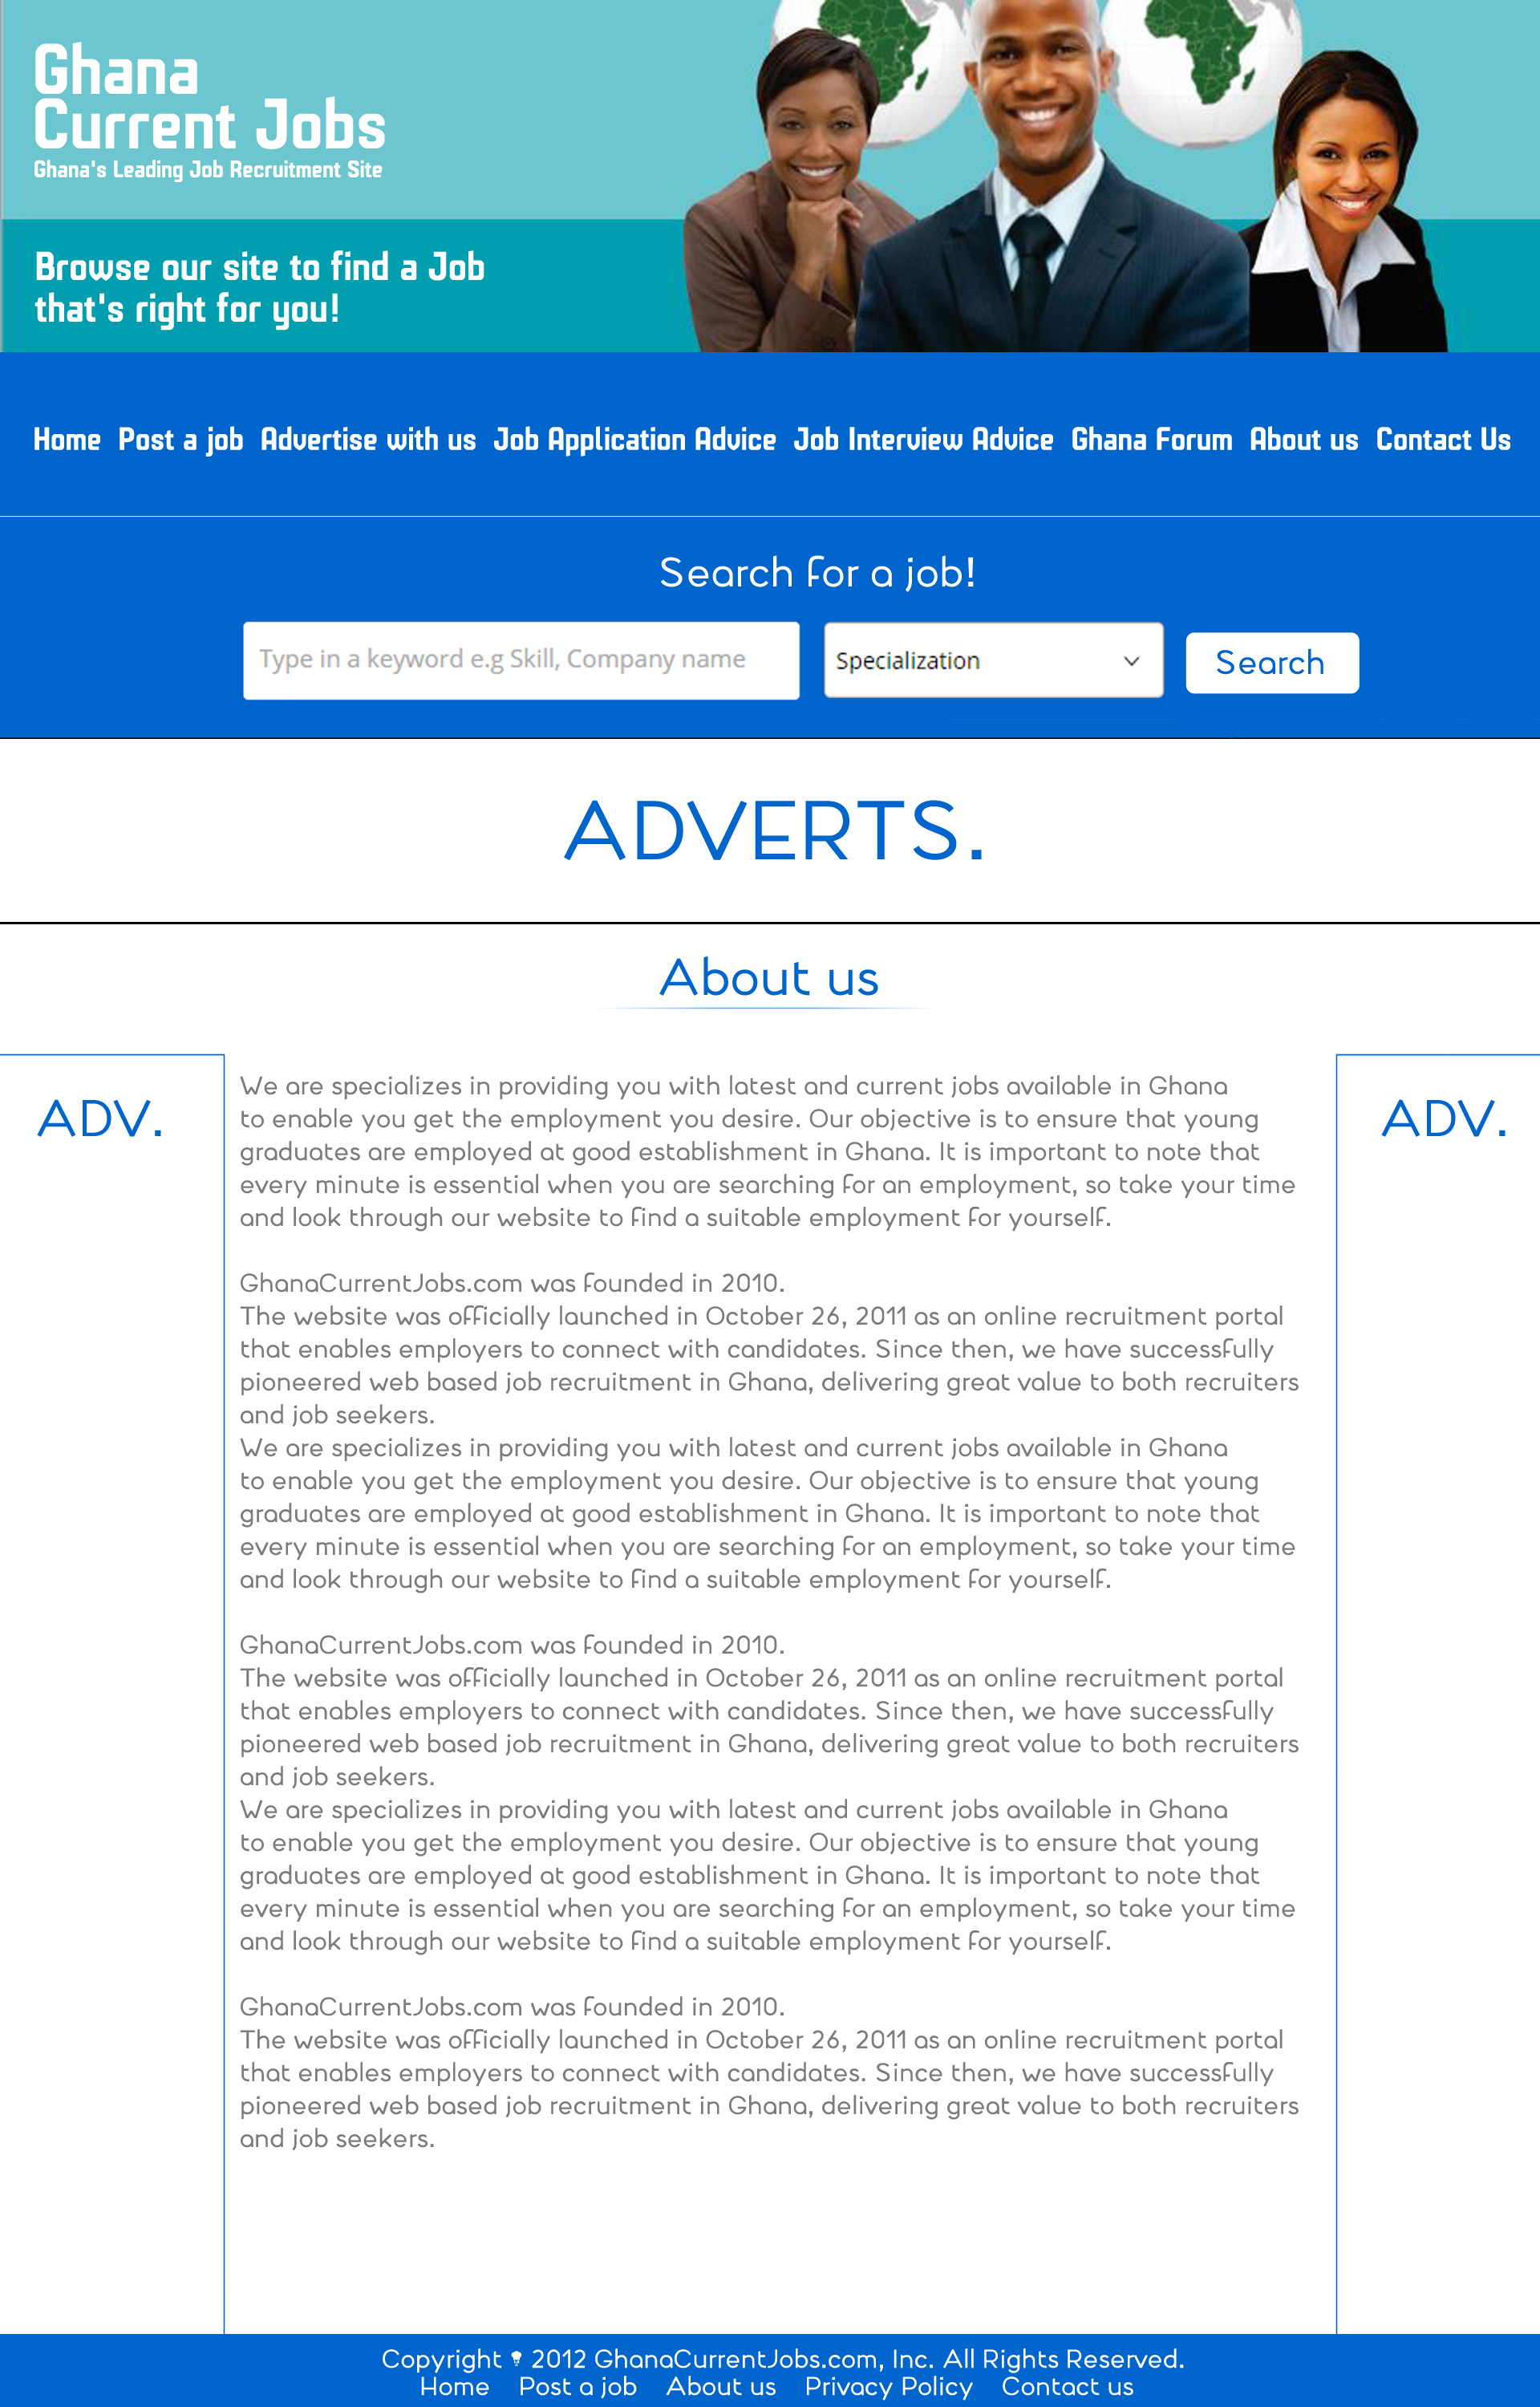 Ghana
Current Jobs
Ghana's Leading Job Recruitment Site
Browse our site to find a Job
that's right for you!
Home Post a job Advertise with us Job Application Advice Job Interview Advice Ghana Forum About us Contact Us
Search for a job!
Type in a keyword e.g Skill, Company name
Specialization
Search
ADVERTS.
About us
ADV.
We are specializes in providing you with latest and current jobs available in Ghana
to enable you get the employment you desire. Our objective is to ensure that young
graduates are employed at good establishment in Ghana. It is important to note that
every minute is essential when you are searching for an employment, so take your time
and look through our website to find a suitable employment for yourself.
GhanaCurrentJobs.com was founded in 2010.
The website was officially launched in October 26, 2011 as an online recruitment portal
that enables employers to connect with candidates. Since then, we have successfully
pioneered web based job recruitment in Ghana, delivering great value to both recruiters
and job seekers.
We are specializes in providing you with latest and current jobs available in Ghana
to enable you get the employment you desire. Our objective is to ensure that young
graduates are employed at good establishment in Ghana. It is important to note that
every minute is essential when you are searching for an employment, so take your time
and look through our website to find a suitable employment for yourself.
GhanaCurrentJobs.com was founded in 2010.
The website was officially launched in October 26, 2011 as an online recruitment portal
that enables employers to connect with candidates. Since then, we have successfully
pioneered web based job recruitment in Ghana, delivering great value to both recruiters
and job seekers.
We are specializes in providing you with latest and current jobs available in Ghana
to enable you get the employment you desire. Our objective is to ensure that young
graduates are employed at good establishment in Ghana. It is important to note that
every minute is essential when you are searching for an employment, so take your time
and look through our website to find a suitable employment for yourself.
GhanaCurrentJobs.com was founded in 2010.
The website was officially launched in October 26, 2011 as an online recruitment portal
that enables employers to connect with candidates. Since then, we have successfully
pioneered web based job recruitment in Ghana, delivering great value to both recruiters
and job seekers.
ADV.
Copyright 2012 GhanaCurrentJobs.com, Inc. All Rights Reserved.
Home Post a job About us Privacy Policy Contact us